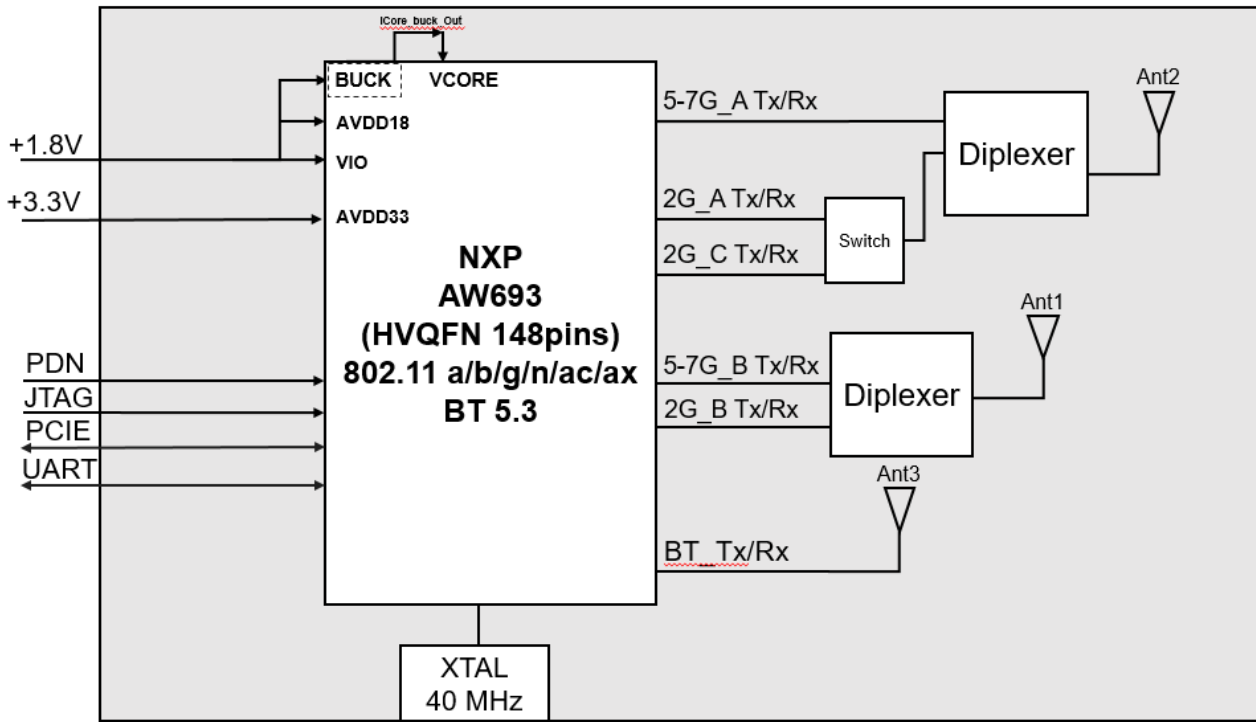 ICore_buck_Out
BUCK
VCORE
AVDD18
+1.8V
VIO
+3.3V
AVDD33
NXP
AW693
(HVQFN 148pins)
802.11 a/b/g/n/ac/ax
BT 5.3
PDN
JTAG
PCIE
UART
5-7G_A Tx/Rx
2G_A Tx/Rx
2G_C Tx/Rx
Switch
Diplexer
Ant2
5-7G_B Tx/Rx
2G_B Tx/Rx
Diplexer
Ant1
BT_Tx/Rx
Ant3
XTAL
40 MHz